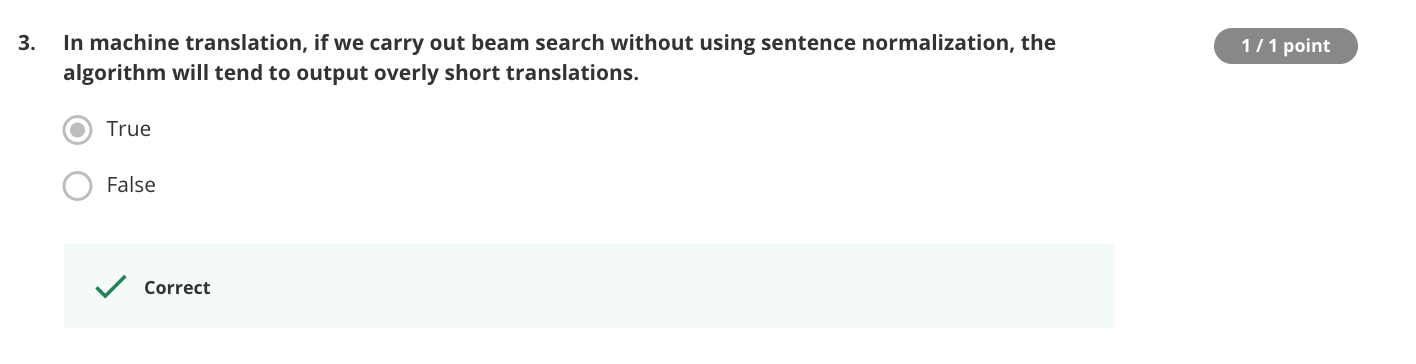 3. In machine translation, if we carry out beam search without using sentence normalization, the
algorithm will tend to output overly short translations.
1 / 1 point
True
False
Correct